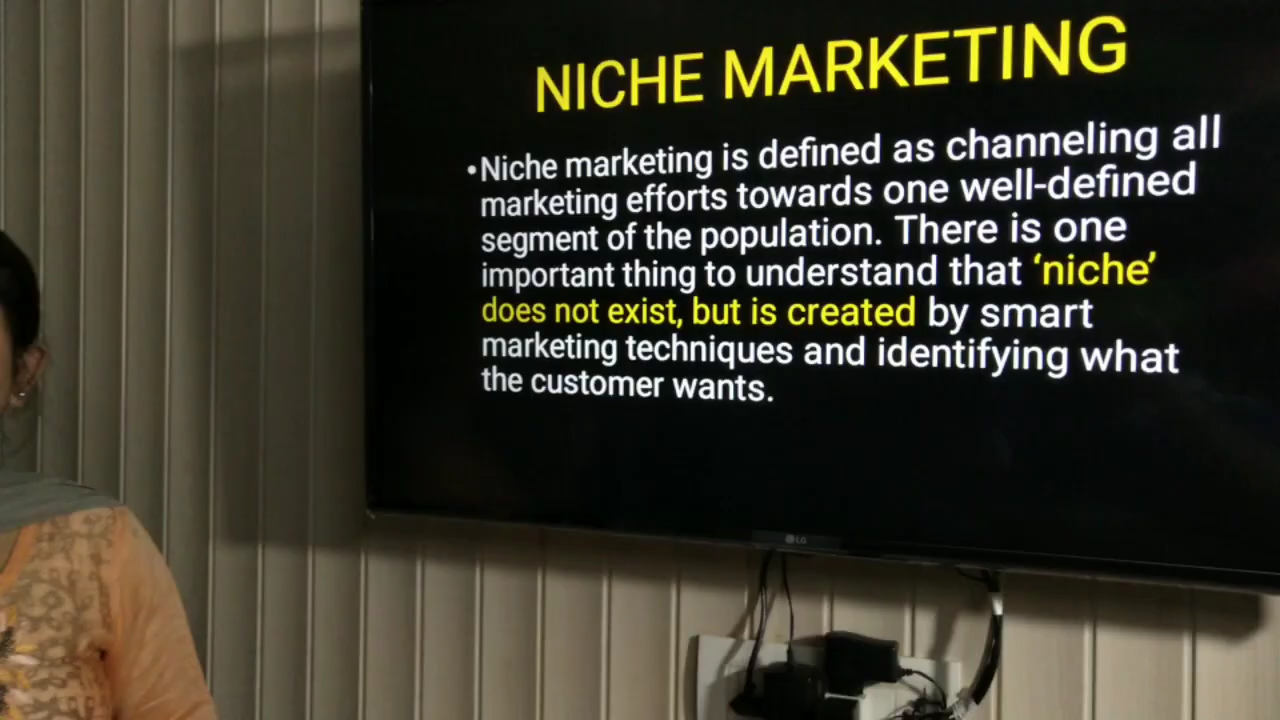 NICHE MARKETING
•Niche marketing is defined as channeling all
marketing efforts towards one well-defined
segment of the population. There is one
important thing to understand that ‘niche’
does not exist, but is created by smart
marketing techniques and identifying what
the customer wants.
LG